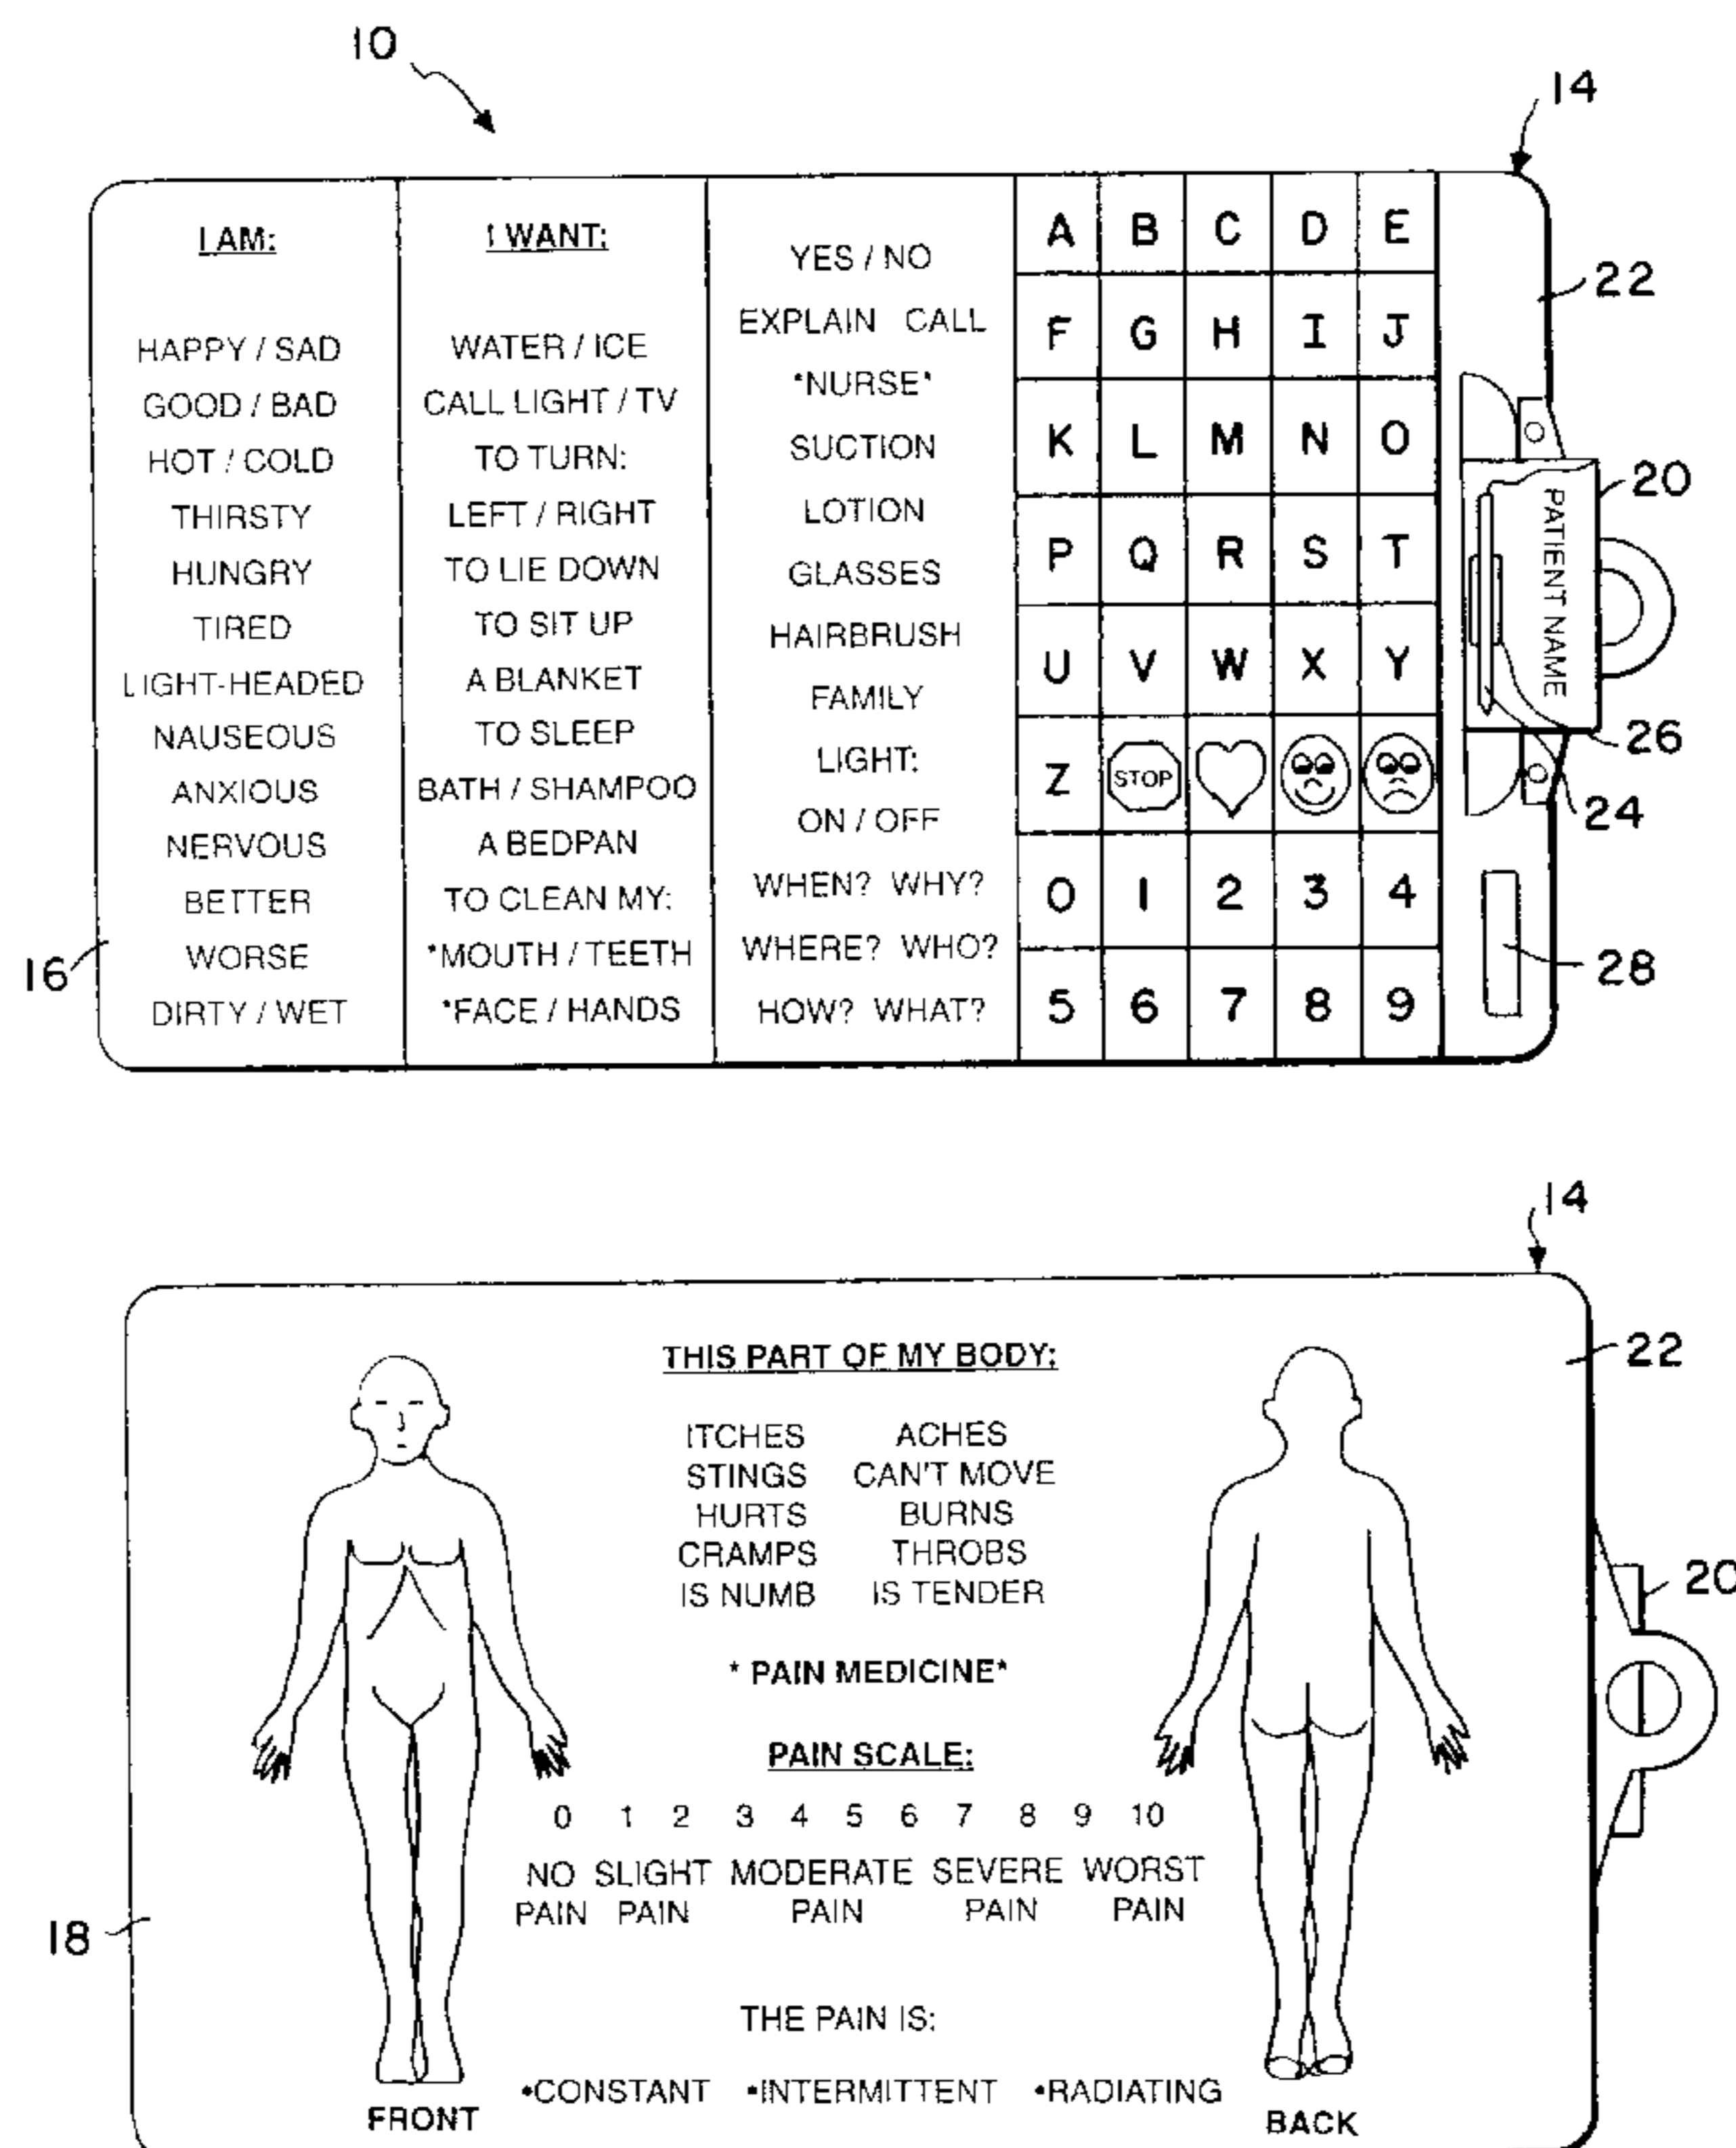 10
14
I AM:
HAPPY / SAD
GOOD / BAD
HOT / COLD
THIRSTY
HUNGRY
TIRED
LIGHT-HEADED
NAUSEOUS
ANXIOUS
NERVOUS
BETTER
WORSE
DIRTY / WET
16
I WANT:
WATER / ICE
CALL LIGHT / TV
TO TURN:
LEFT / RIGHT
TO LIE DOWN
TO SIT UP
A BLANKET
TO SLEEP
BATH / SHAMPOO
A BEDPAN
TO CLEAN MY:
*MOUTH / TEETH
*FACE / HANDS
YES / NO
EXPLAIN CALL
*NURSE*
SUCTION
LOTION
GLASSES
HAIRBRUSH
FAMILY
LIGHT:
ON / OFF
WHEN? WHY?
WHERE? WHO?
HOW? WHAT?
A B C D E
F G H I J
K L M N O
P Q R S T
U V W X Y
Z STOP
0 1 2 3 4
5 6 7 8 9
22
20
PATIENT NAME
26
24
28
14
22
THIS PART OF MY BODY:
ITCHES ACHES
STINGS CAN'T MOVE
HURTS BURNS
CRAMPS THROBS
IS NUMB IS TENDER
20
* PAIN MEDICINE*
PAIN SCALE:
0 1 2 3 4 5 6 7 8 9 10
NO SLIGHT MODERATE SEVERE WORST
PAIN PAIN PAIN PAIN PAIN
18
THE PAIN IS:
•CONSTANT •INTERMITTENT •RADIATING
FRONT BACK